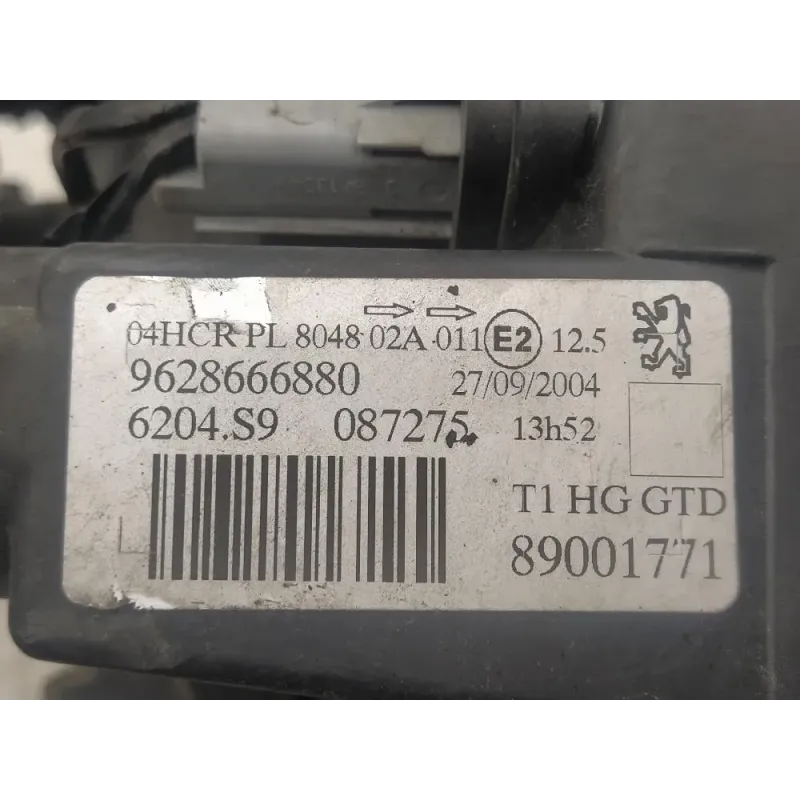 04HCR PL 8048 02A 011 E2 12.5
9628666880 27/09/2004
6204.S9 087275 13h52
T1 HG GTD
89001771